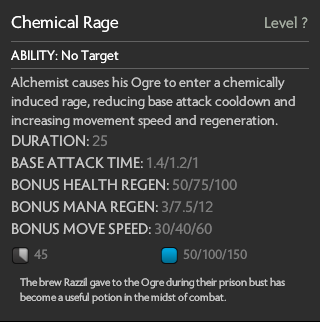 Chemical Rage Level ?
ABILITY: No Target
Alchemist causes his Ogre to enter a chemically
induced rage, reducing base attack cooldown and
increasing movement speed and regeneration.
DURATION: 25
BASE ATTACK TIME: 1.4/1.2/1
BONUS HEALTH REGEN: 50/75/100
BONUS MANA REGEN: 3/7.5/12
BONUS MOVE SPEED: 30/40/60
45 50/100/150
The brew Razzil gave to the Ogre during their prison bust has
become a useful potion in the midst of combat.